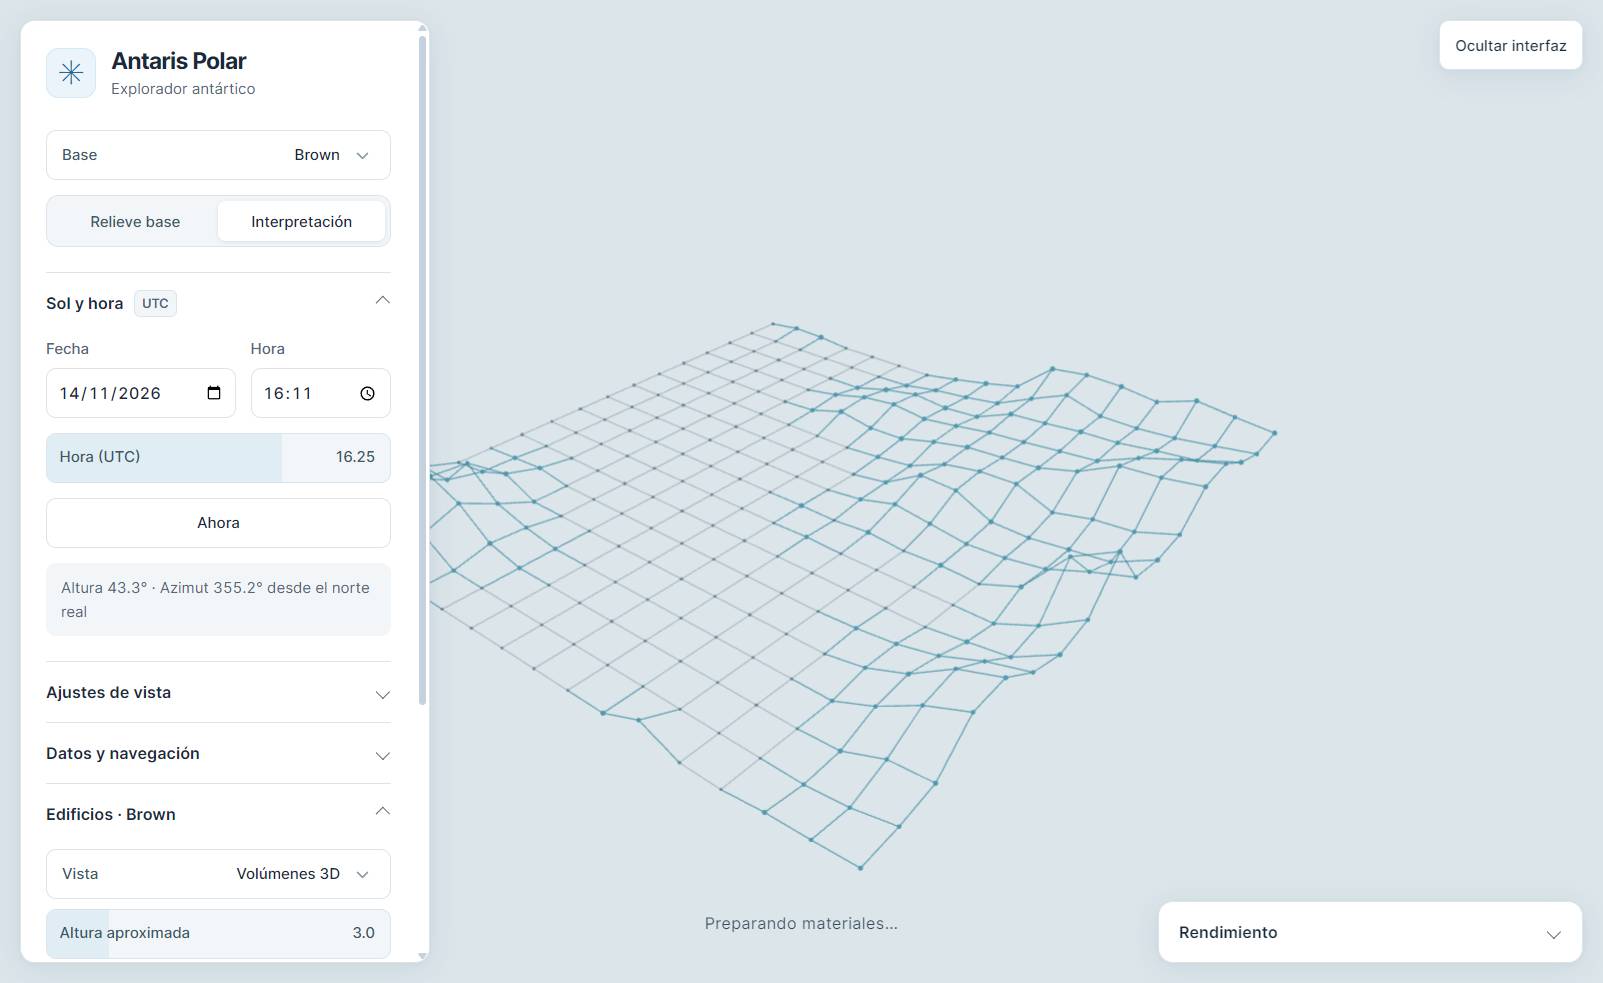 Antaris Polar
Explorador antártico
Ocultar interfaz
Base Brown
Relieve base Interpretación
Sol y hora UTC
Fecha Hora
14/11/2026 16:11
Hora (UTC) 16.25
Ahora
Altura 43.3° · Azimut 355.2° desde el norte
real
Ajustes de vista
Datos y navegación
Edificios · Brown
Vista Volúmenes 3D
Altura aproximada 3.0
Preparando materiales...
Rendimiento